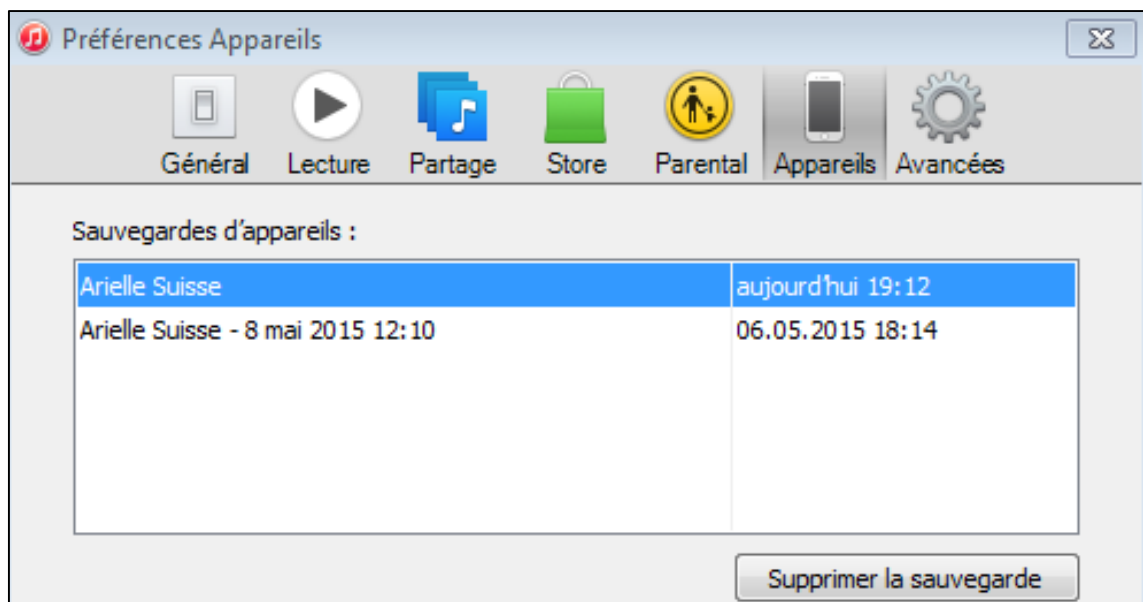 Préférences Appareils
Général Lecture Partage Store Parental Appareils Avancées
Sauvegardes d'appareils :
Arielle Suisse aujourd'hui 19:12
Arielle Suisse - 8 mai 2015 12:10 06.05.2015 18:14
Supprimer la sauvegarde